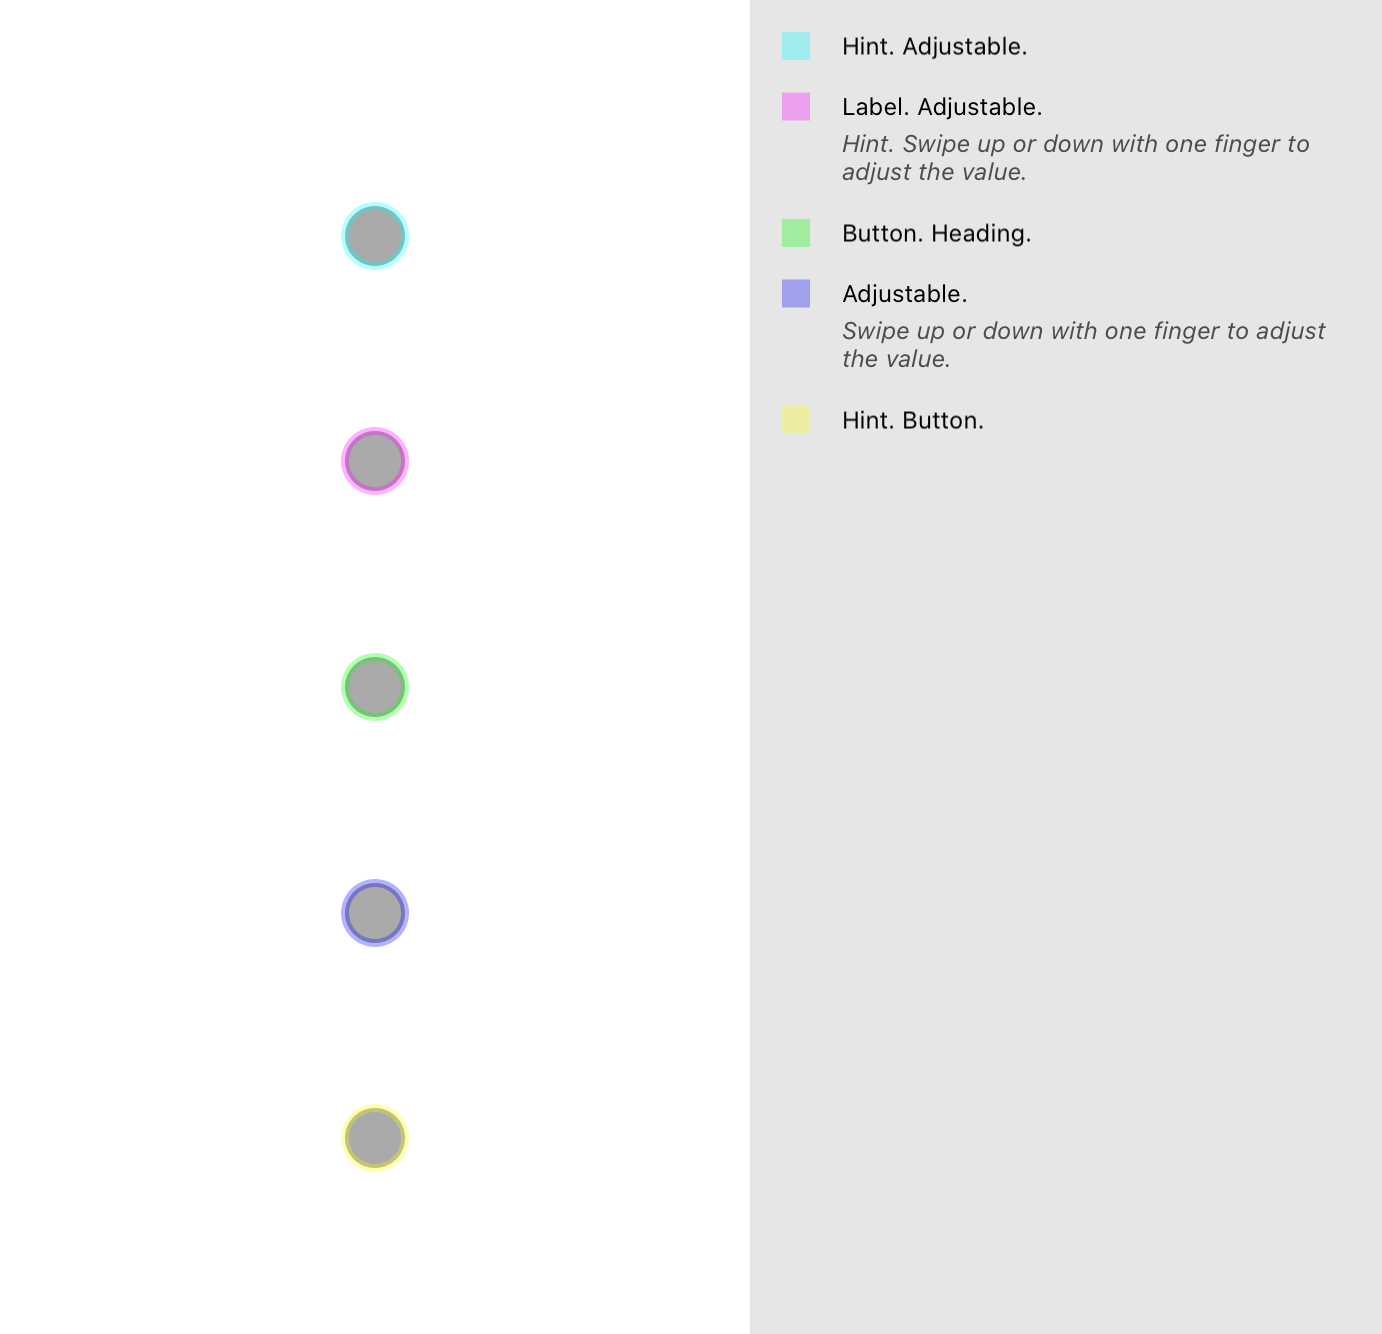 Hint. Adjustable.
Label. Adjustable.
Hint. Swipe up or down with one finger to
adjust the value.
Button. Heading.
Adjustable.
Swipe up or down with one finger to adjust
the value.
Hint. Button.